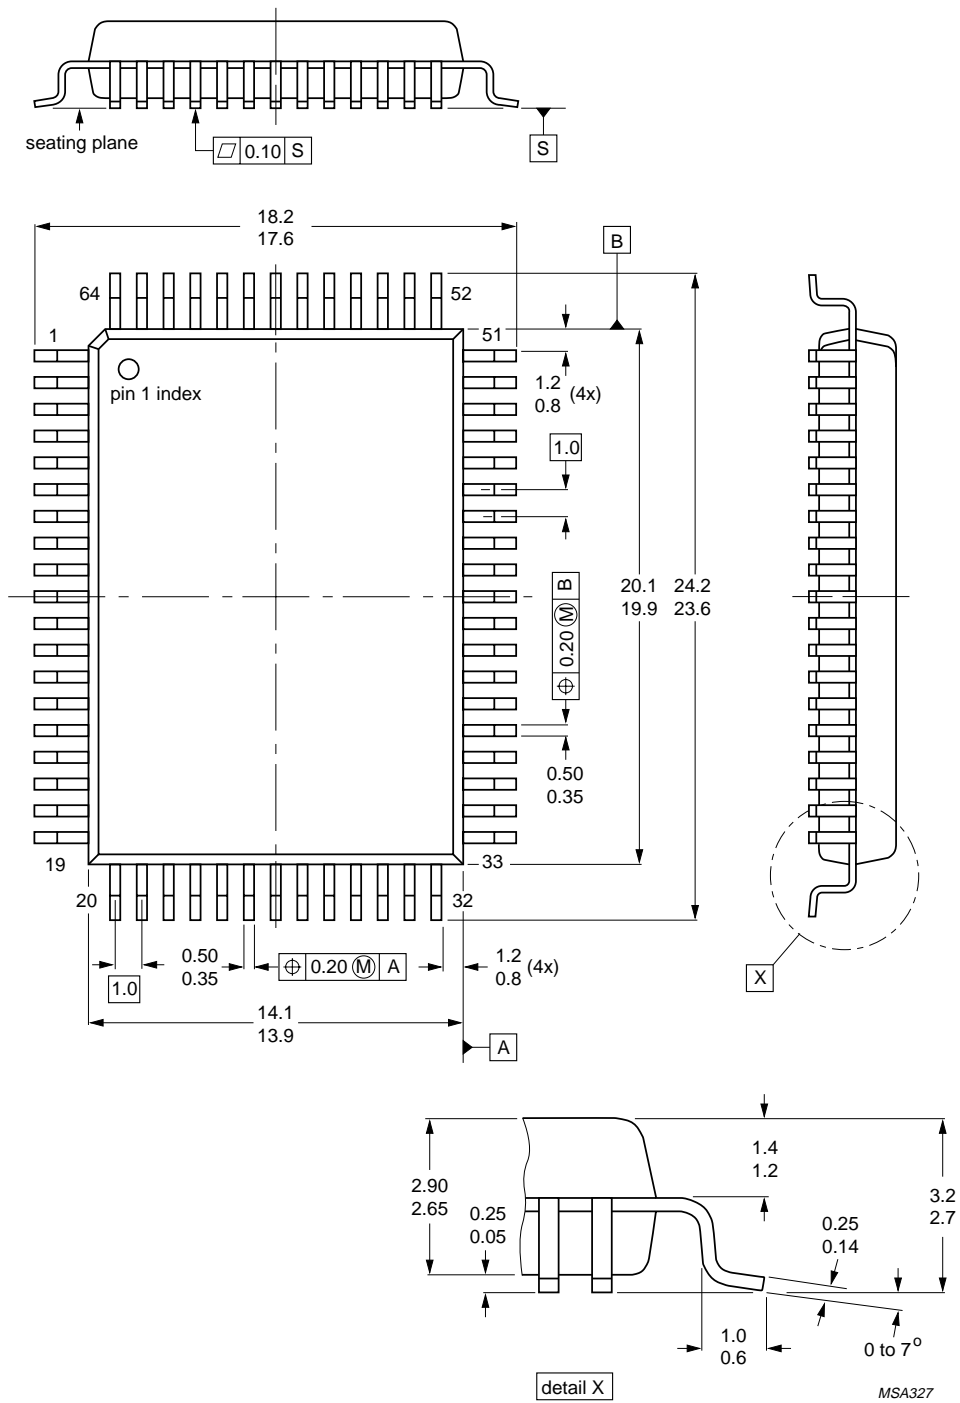 seating plane
0.10 S
S
18.2
17.6
B
64
52
1
51
pin 1 index
1.2
0.8
(4x)
1.0
20.1
19.9
24.2
23.6
0.20 M B
0.50
0.35
19
33
20
32
0.50
0.35
0.20 M A
1.2
0.8
(4x)
1.0
X
14.1
13.9
A
1.4
1.2
2.90
2.65
3.2
2.7
0.25
0.05
0.25
0.14
1.0
0.6
0 to 7°
detail X
MSA327